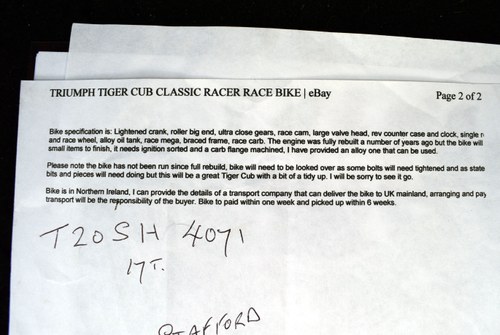 TRIUMPH TIGER CUB CLASSIC RACER RACE BIKE | eBay Page 2 of 2
Bike specification is: Lightened crank, roller big end, ultra close gears, race cam, large valve head, rev counter case and clock, single r
and race wheel, alloy oil tank, race mega, braced frame, race carb. The engine was fully rebuilt a number of years ago but the bike will
small items to finish, it needs ignition sorted and a carb flange machined, I have provided an alloy one that can be used.
Please note the bike has not been run since full rebuild, bike will need to be looked over as some bolts will need tightened and as state
bits and pieces will need doing but this will be a great Tiger Cub with a bit of a tidy up. I will be sorry to see it go.
Bike is in Northern Ireland, I can provide the details of a transport company that can deliver the bike to UK mainland, arranging and pay
transport will be the responsibility of the buyer. Bike to paid within one week and picked up within 6 weeks.
T20SH 4071
17T.
STAFFORD